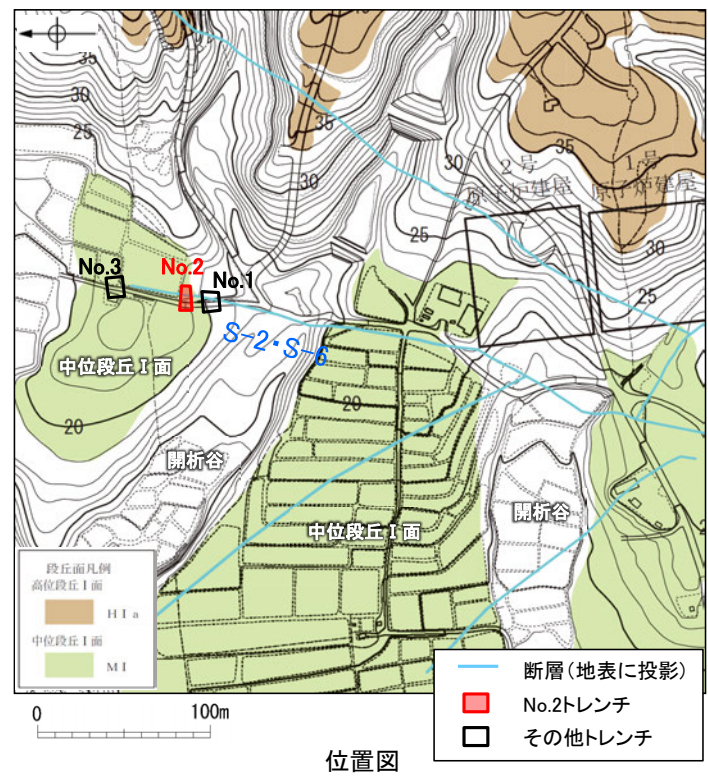 35
30
25
35
30
30
25
2号
原子炉建屋
35
1号
原子炉建屋
30
25
No.3
No.2
No.1
S-2・S-6
中位段丘Ⅰ面
20
開析谷
20
中位段丘Ⅰ面
開析谷
段丘面凡例
高位段丘Ⅰ面
HⅠa
中位段丘Ⅰ面
MⅠ
断層(地表に投影)
No.2トレンチ
その他トレンチ
0 100m
位置図